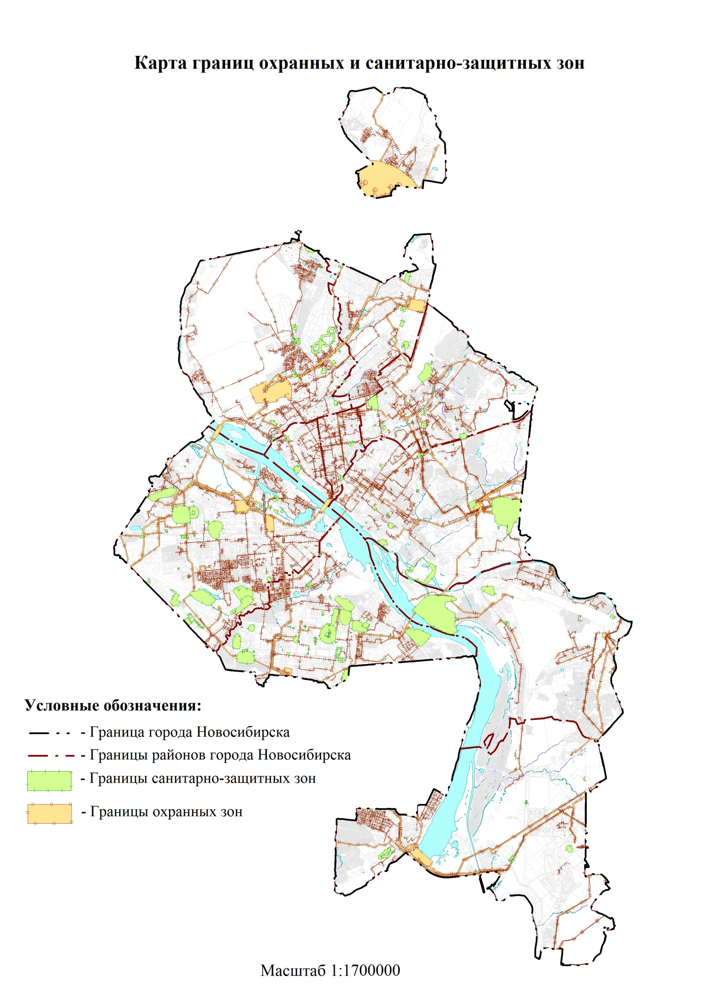 Карта границ охранных и санитарно-защитных зон
Условные обозначения:
- Граница города Новосибирска
- Границы районов города Новосибирска
- Границы санитарно-защитных зон
- Границы охранных зон
Масштаб 1:1700000